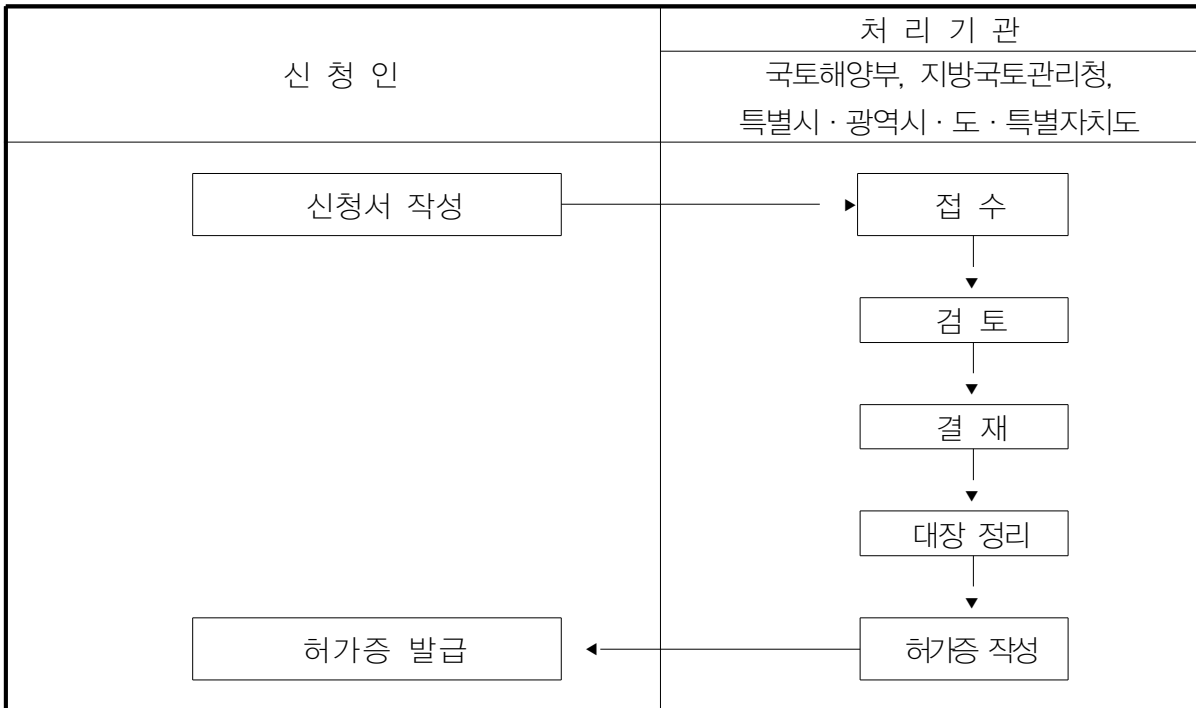 신 청 인
처 리 기 관
국토해양부, 지방국토관리청,
특별시 · 광역시 · 도 · 특별자치도
신청서 작성
접 수
검 토
결 재
대장 정리
허가증 발급
허가증 작성